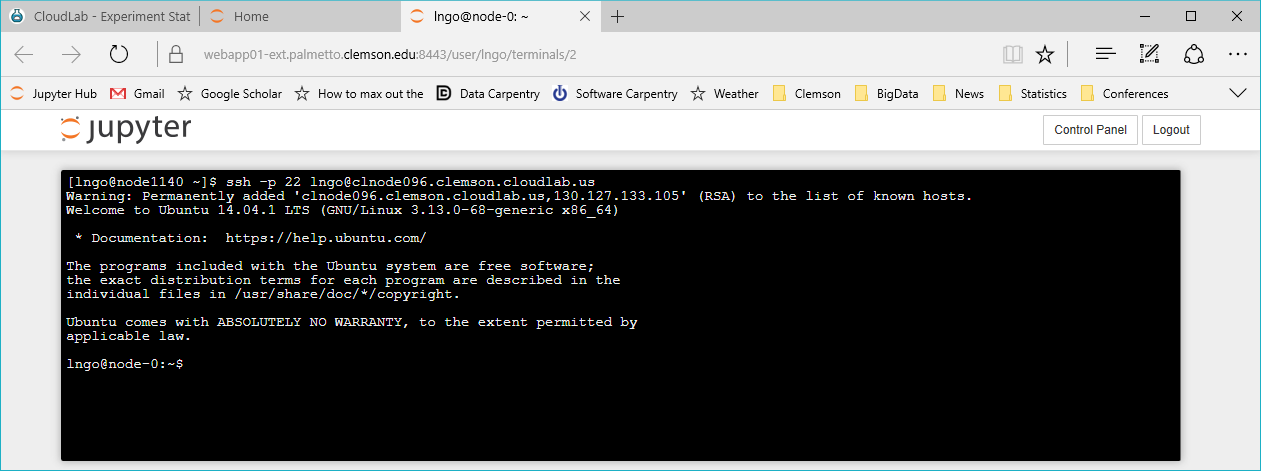 CloudLab - Experiment Stat
Home
lngo@node-0: ~
webapp01-ext.palmetto.clemson.edu:8443/user/lngo/terminals/2
Jupyter Hub Gmail Google Scholar How to max out the Data Carpentry Software Carpentry Weather Clemson BigData News Statistics Conferences
jupyter
Control Panel Logout
[lngo@node1140 ~]$ ssh -p 22 lngo@clnode096.clemson.cloudlab.us
Warning: Permanently added 'clnode096.clemson.cloudlab.us,130.127.133.105' (RSA) to the list of known hosts.
Welcome to Ubuntu 14.04.1 LTS (GNU/Linux 3.13.0-68-generic x86_64)
* Documentation: https://help.ubuntu.com/
The programs included with the Ubuntu system are free software;
the exact distribution terms for each program are described in the
individual files in /usr/share/doc/*/copyright.
Ubuntu comes with ABSOLUTELY NO WARRANTY, to the extent permitted by
applicable law.
lngo@node-0:~$